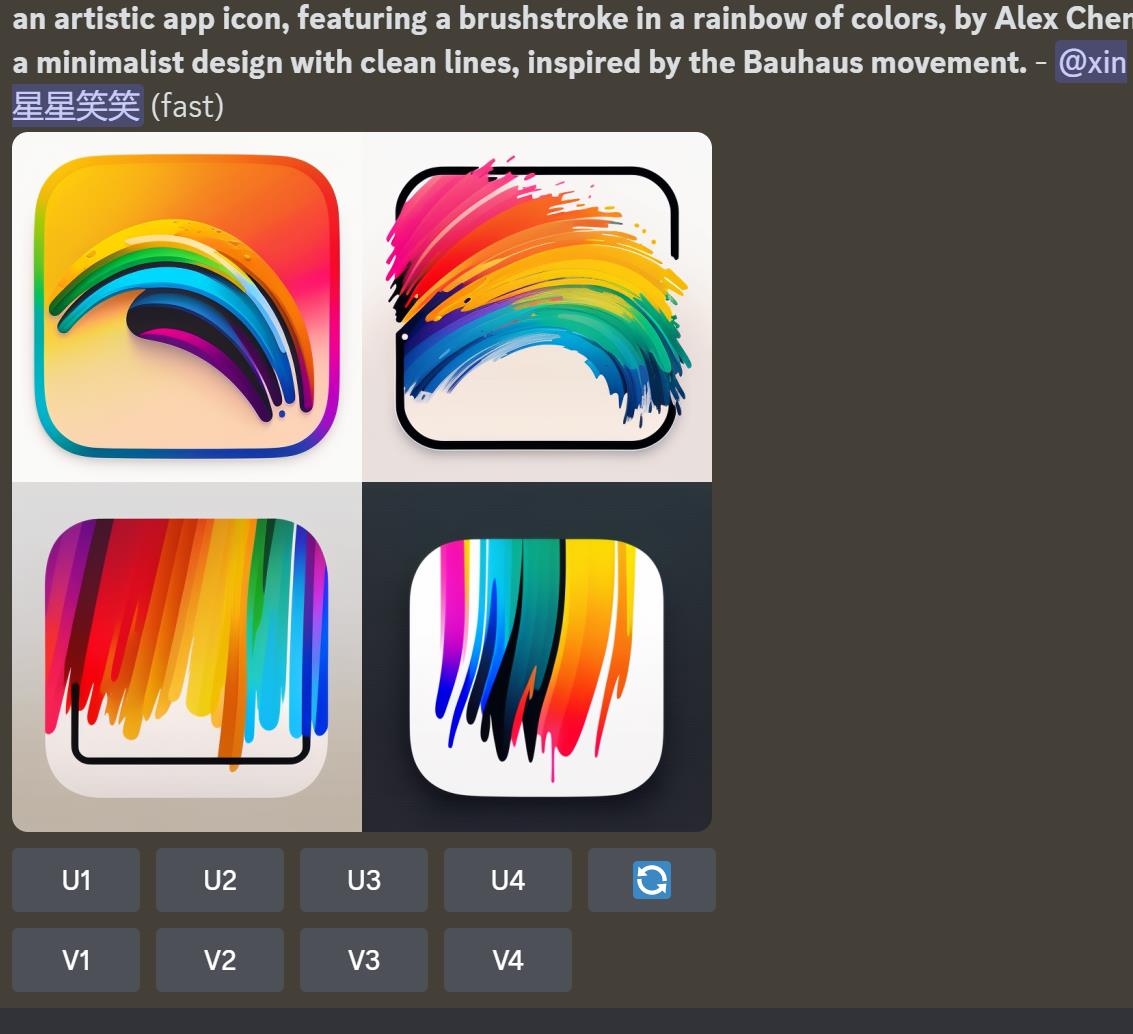 an artistic app icon, featuring a brushstroke in a rainbow of colors, by Alex
a minimalist design with clean lines, inspired by the Bauhaus movement. - @xin
星星笑笑 (fast)
U1 U2 U3 U4
V1 V2 V3 V4